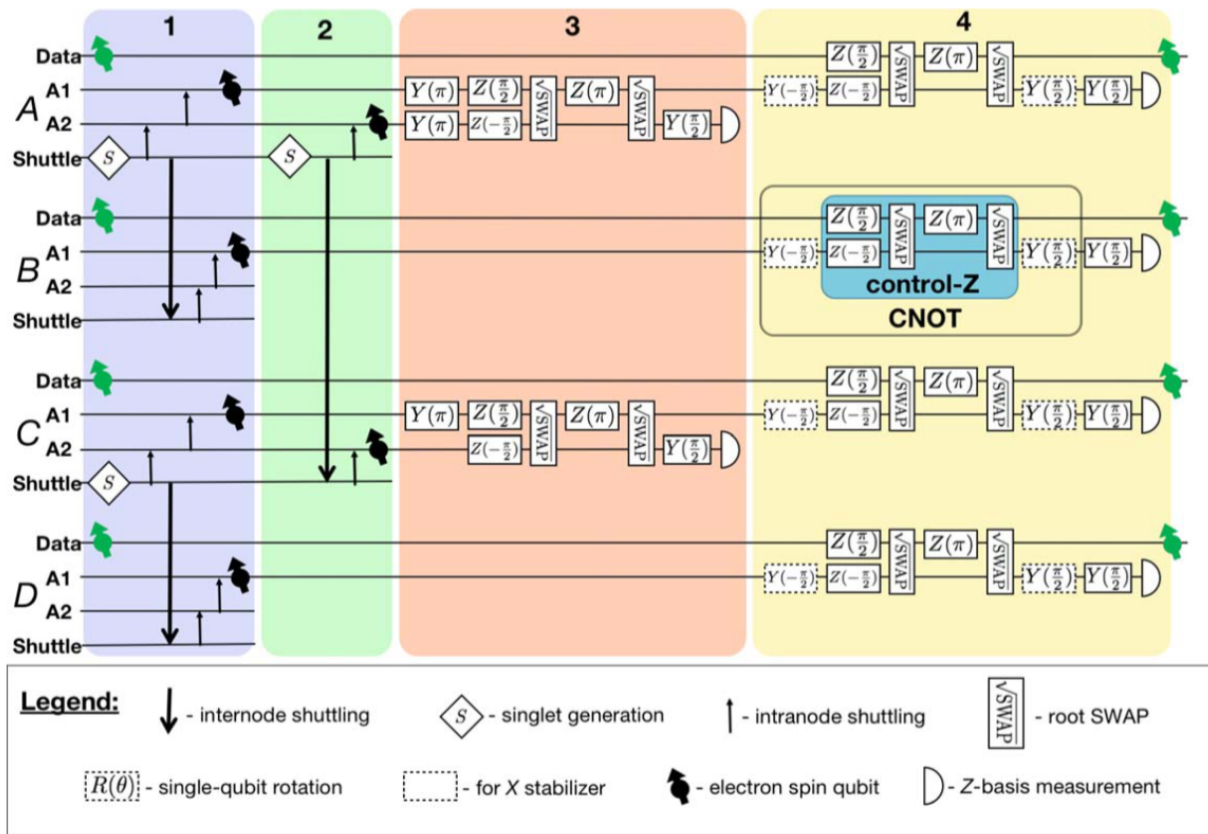 1 2 3 4
Data Z(π/2) Z(π)
A A1 Y(π) Z(π/2) √SWAP Z(π) √SWAP Y(-π/2) Z(-π/2) √SWAP √SWAP Y(π/2) Y(π/2)
A2 Y(π) Z(-π/2) Y(π/2)
Shuttle S S
Data Z(π/2) √SWAP Z(π) √SWAP
B A1 Y(-π/2) Z(-π/2) Y(π/2) Y(π/2)
A2 control-Z
Shuttle CNOT
Data Z(π/2) √SWAP Z(π) √SWAP
C A1 Y(π) Z(π/2) √SWAP Z(π) √SWAP Y(-π/2) Z(-π/2) Y(π/2) Y(π/2)
A2 Z(-π/2) Y(π/2)
Shuttle S
Data Z(π/2) √SWAP Z(π) √SWAP
D A1 Y(-π/2) Z(-π/2) Y(π/2) Y(π/2)
A2
Shuttle
Legend:
- internode shuttling
S - singlet generation
- intranode shuttling
√SWAP - root SWAP
R(θ) - single-qubit rotation
- for X stabilizer
- electron spin qubit
- Z-basis measurement